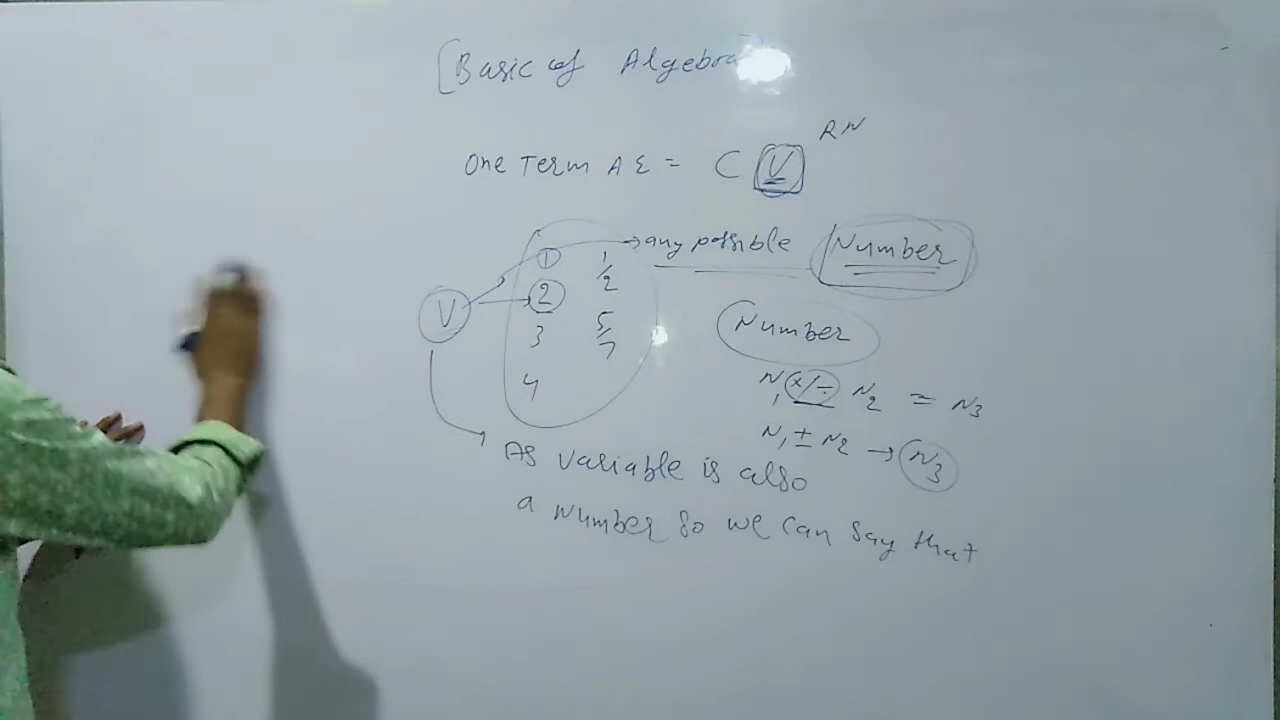 [Basic of Algebra]
One Term A E = C V RN
V
1
2
3
4
1/2
5/7
→ any possible Number
Number
N1 ×/÷ N2 = N3
N1 ± N2 → N3
As variable is also
a number so we can say that